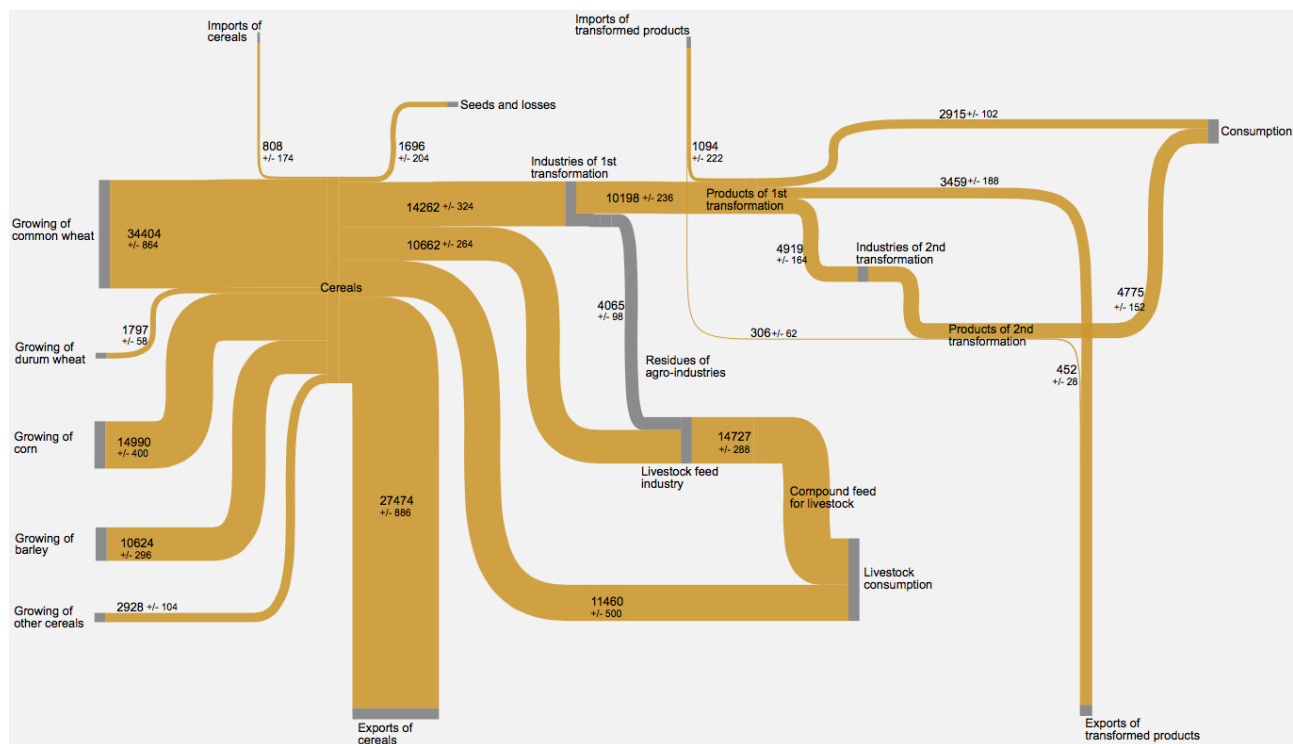 Imports of
cereals
Imports of
transformed products
Seeds and losses
2915 +/- 102
Consumption
808
+/- 174
1696
+/- 204
Industries of 1st
transformation
1094
+/- 222
3459 +/- 188
Growing of
common wheat
34404
+/- 864
14262 +/- 324
10198 +/- 236
Products of 1st
transformation
10662 +/- 264
4919
+/- 164
Industries of 2nd
transformation
Cereals
4065
+/- 98
4775
+/- 152
1797
+/- 58
Growing of
durum wheat
306 +/- 62
Products of 2nd
transformation
Residues of
agro-industries
452
+/- 28
Growing of
corn
14990
+/- 400
14727
+/- 288
Livestock feed
industry
Compound feed
for livestock
27474
+/- 886
Growing of
barley
10624
+/- 296
Livestock
consumption
Growing of
other cereals
2928 +/- 104
11460
+/- 500
Exports of
cereals
Exports of
transformed products